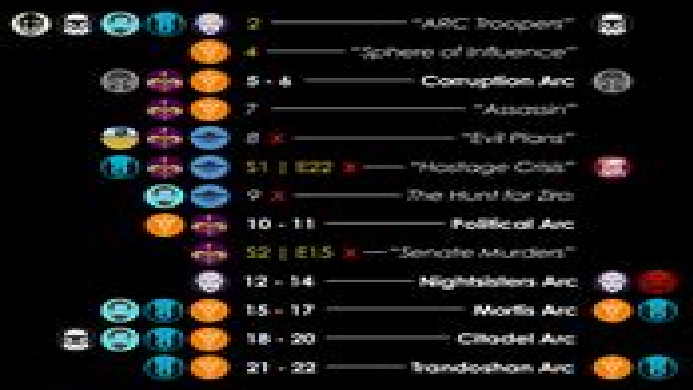 2 "ARC Troopers"
4 "Sphere of Influence"
5 - 6 Corruption Arc
7 "Assassin"
8 x "Evil Plans"
S1 | E22 x "Hostage Crisis"
9 x The Hunt for Ziro
10 - 11 Political Arc
S2 | E15 x "Senate Murders"
12 - 14 Nightsisters Arc
15 - 17 Mortis Arc
18 - 20 Citadel Arc
21 - 22 Trandoshan Arc